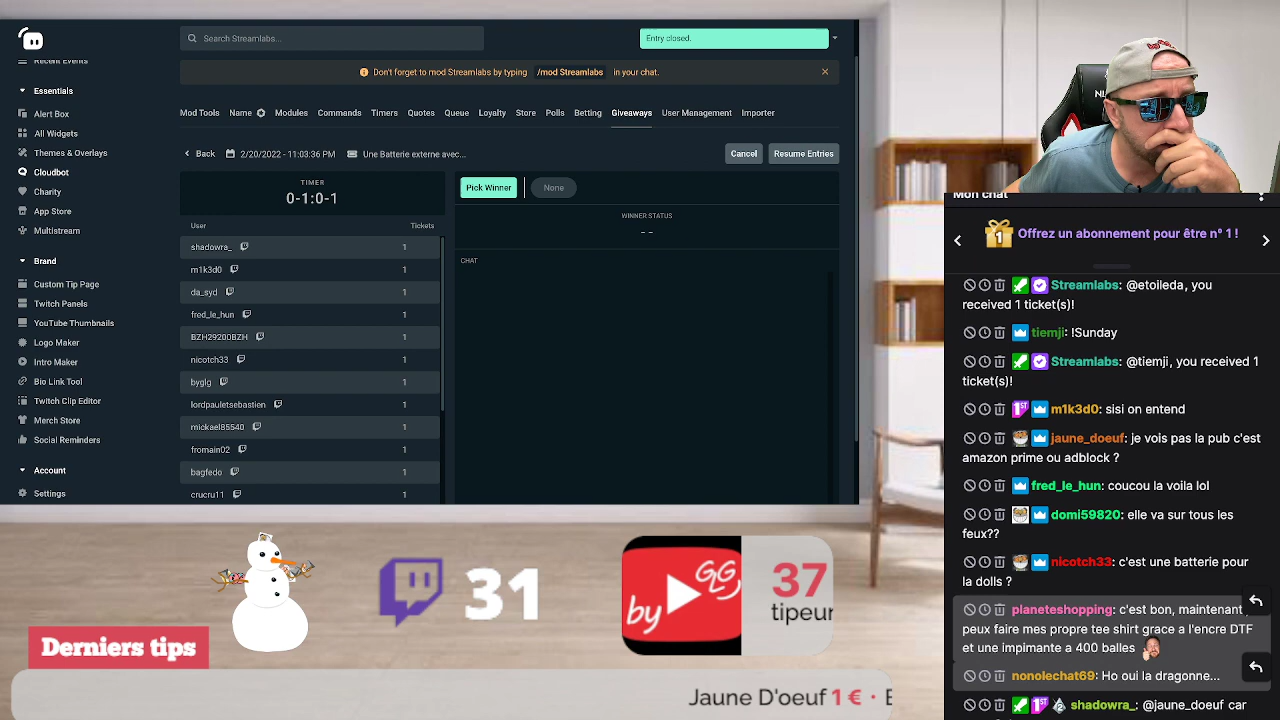 Search Streamlabs...
Entry closed.
Recent Events
Don't forget to mod Streamlabs by typing /mod Streamlabs in your chat.
Essentials
Alert Box
All Widgets
Themes & Overlays
Cloudbot
Charity
App Store
Multistream
Brand
Custom Tip Page
Twitch Panels
YouTube Thumbnails
Logo Maker
Intro Maker
Bio Link Tool
Twitch Clip Editor
Merch Store
Social Reminders
Account
Settings
Mod Tools Name Modules Commands Timers Quotes Queue Loyalty Store Polls Betting Giveaways User Management Importer
Back 2/20/2022 - 11:03:36 PM Une Batterie externe avec...
Cancel Resume Entries
TIMER
0-1:0-1
User Tickets
shadowra_ 1
m1k3d0 1
da_syd 1
fred_le_hun 1
BZH29200BZH 1
nicotch33 1
byglg 1
lordpauletsebastien 1
mickael85540 1
fromain02 1
bagfedo 1
crucru11 1
Pick Winner None
WINNER STATUS
--
CHAT
Mon chat
1
Offrez un abonnement pour être n° 1 !
Streamlabs: @etoileda, you
received 1 ticket(s)!
tiemji: !Sunday
Streamlabs: @tiemji, you received 1
ticket(s)!
1ST m1k3d0: sisi on entend
jaune_doeuf: je vois pas la pub c'est
amazon prime ou adblock ?
fred_le_hun: coucou la voila lol
domi59820: elle va sur tous les
feux??
nicotch33: c'est une batterie pour
la dolls ?
planeteshopping: c'est bon, maintenant
peux faire mes propre tee shirt grace a l'encre DTF
et une impimante a 400 balles
nonolechat69: Ho oui la dragonne...
1ST 2 shadowra_: @jaune_doeuf car
31
by GLG
37
tipeur
Derniers tips
Jaune D'oeuf 1 € ·